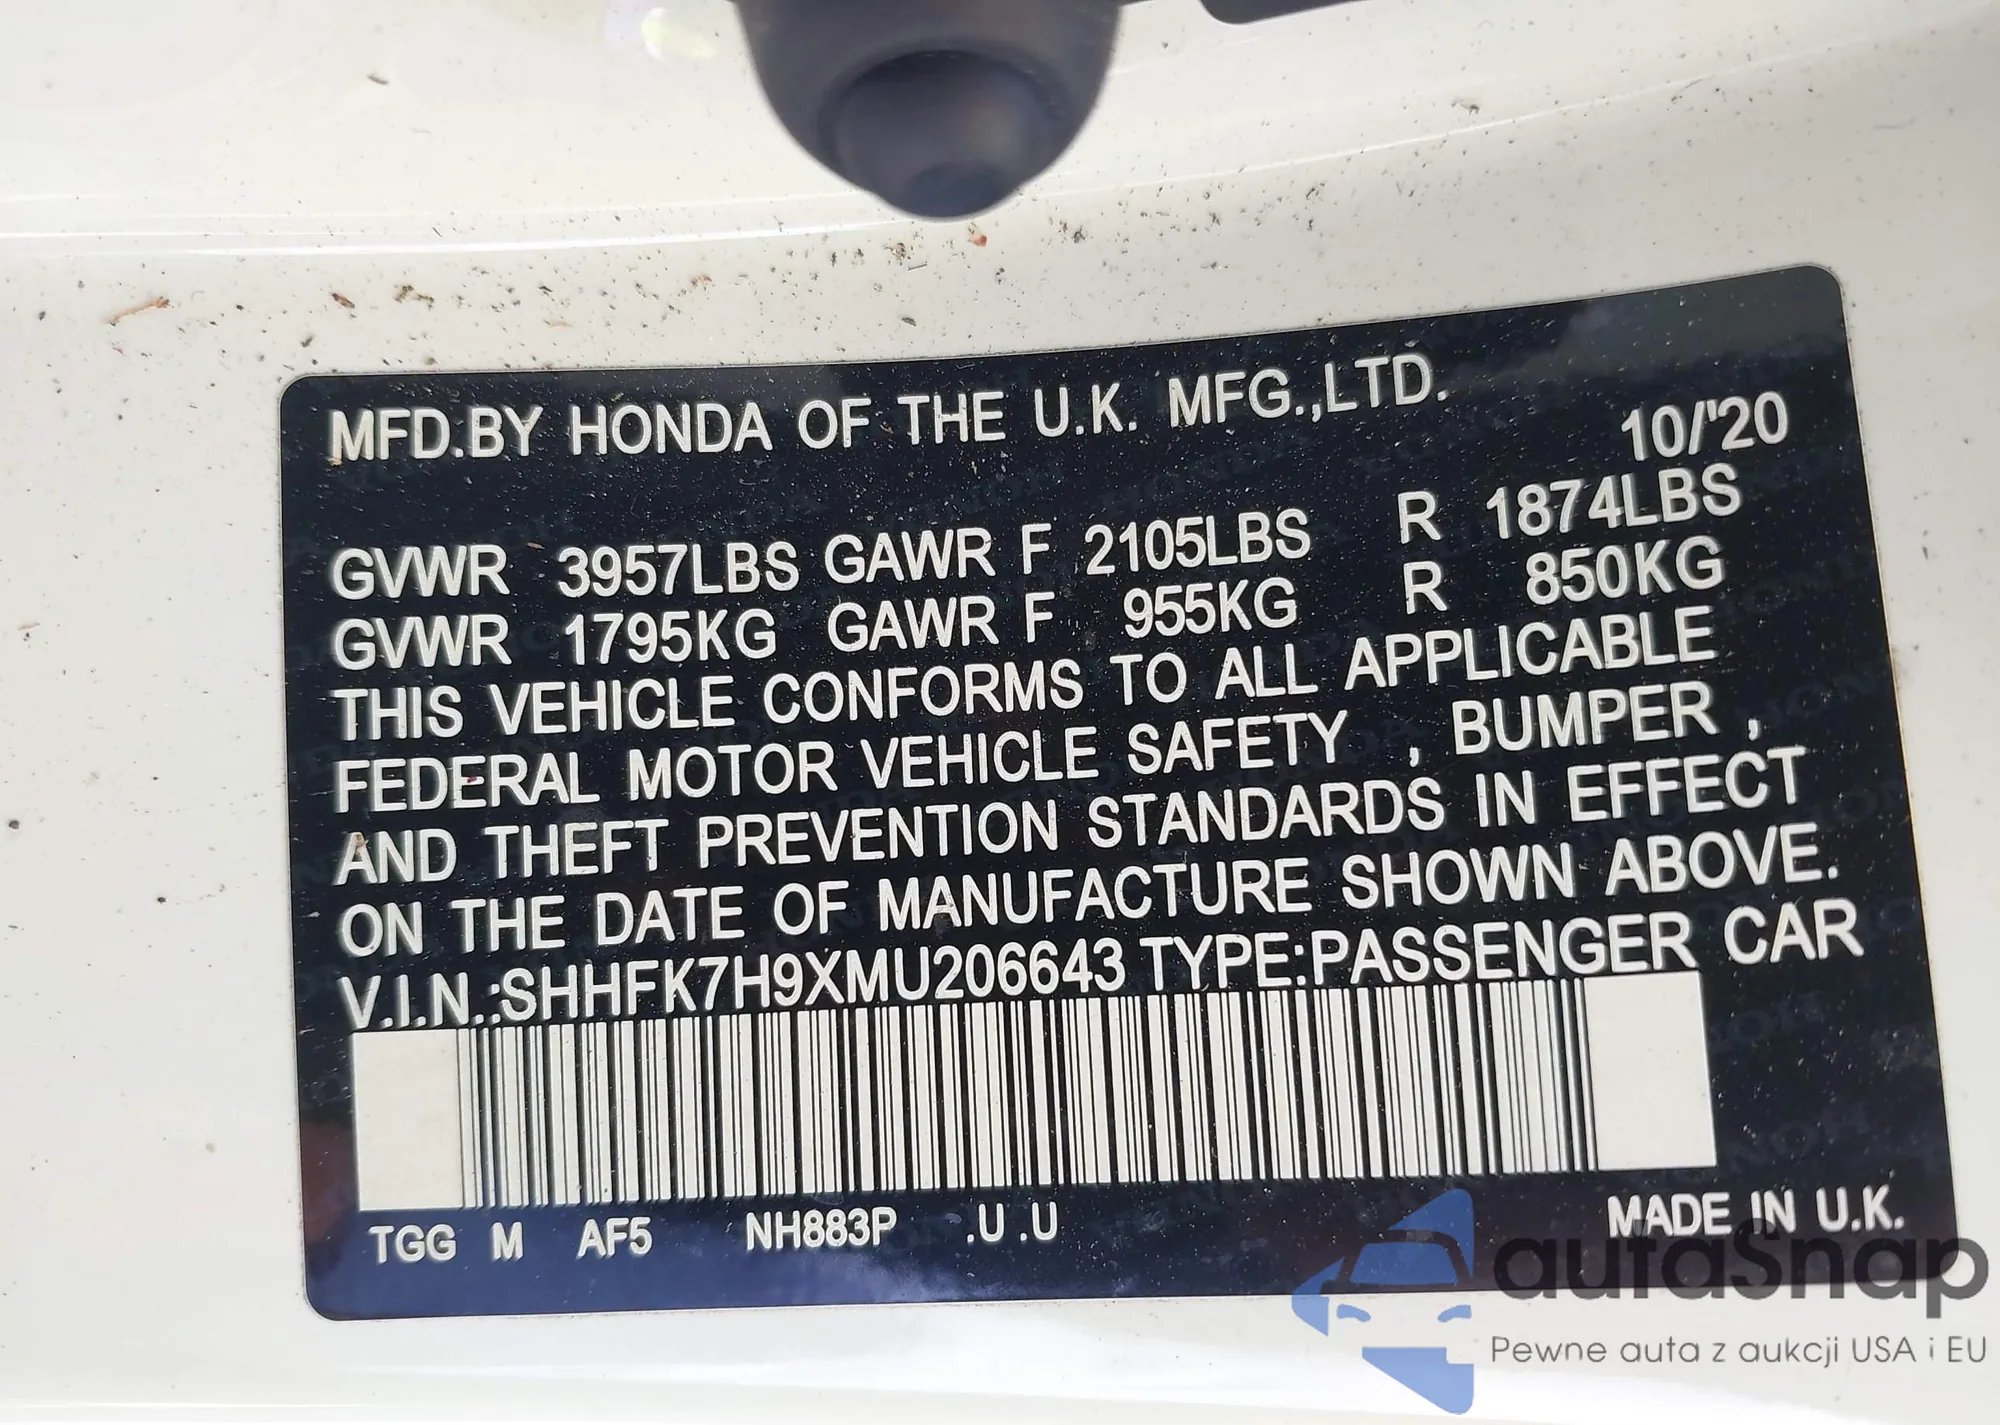 MFD.BY HONDA OF THE U.K. MFG.,LTD.
10/'20
GVWR 3957LBS GAWR F 2105LBS R 1874LBS
GVWR 1795KG GAWR F 955KG R 850KG
THIS VEHICLE CONFORMS TO ALL APPLICABLE
FEDERAL MOTOR VEHICLE SAFETY , BUMPER ,
AND THEFT PREVENTION STANDARDS IN EFFECT
ON THE DATE OF MANUFACTURE SHOWN ABOVE.
V.I.N.:SHHFK7H9XMU206643 TYPE:PASSENGER CAR
TGG M AF5 NH883P .U .U MADE IN U.K.
autaSnap
Pewne auta z aukcji USA i EU